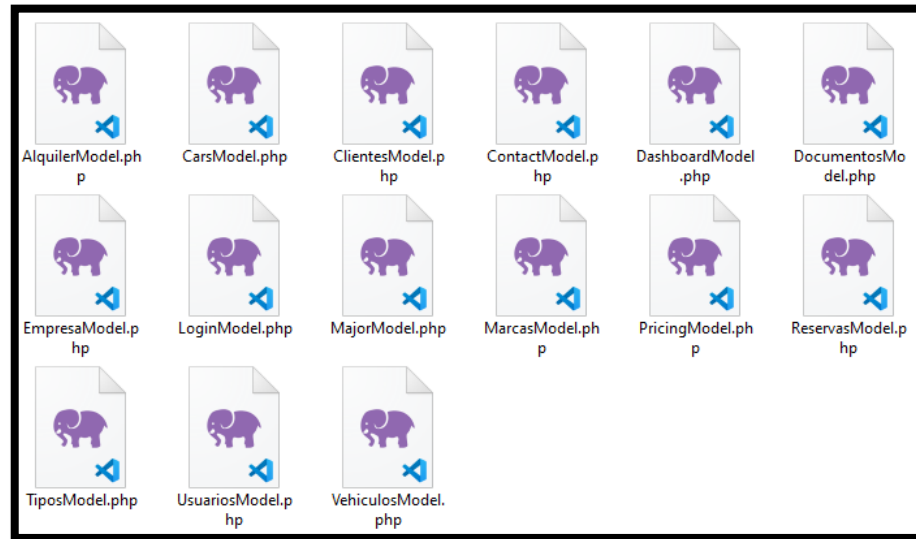 AlquilerModel.ph
p
CarsModel.php
ClientesModel.p
hp
ContactModel.p
hp
DashboardModel
.php
DocumentosMo
del.php
EmpresaModel.p
hp
LoginModel.php
MajorModel.php
MarcasModel.ph
p
PricingModel.ph
p
ReservasModel.p
hp
TiposModel.php
UsuariosModel.p
hp
VehiculosModel.
php